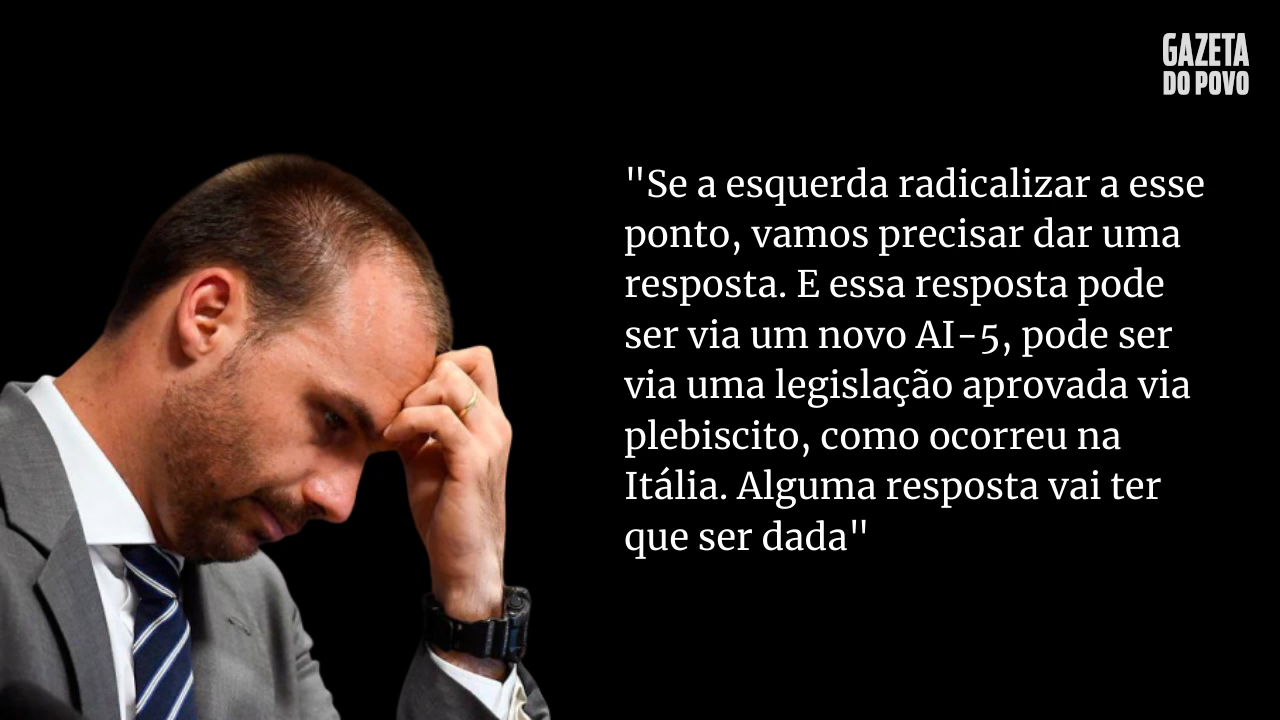 GAZETA
DO POVO
"Se a esquerda radicalizar a esse
ponto, vamos precisar dar uma
resposta. E essa resposta pode
ser via um novo AI-5, pode ser
via uma legislação aprovada via
plebiscito, como ocorreu na
Itália. Alguma resposta vai ter
que ser dada"